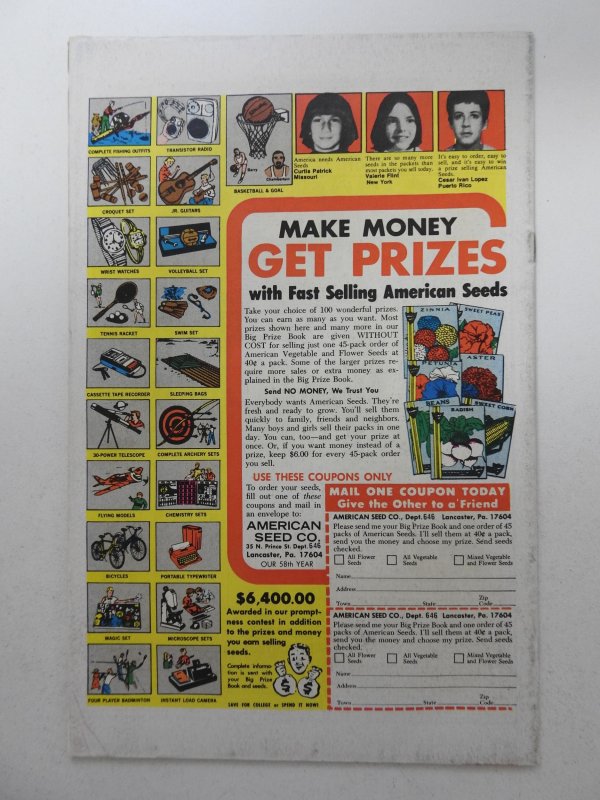 COMPLETE FISHING OUTFITS
TRANSISTOR RADIO
BASKETBALL & GOAL
America needs American
Seeds
Curtis Patrick
Missouri
There are so many more
seeds in the packets than
most packets you sell today.
Valerie Flint
New York
It's easy to order, easy to
sell, and it's easy to win
a prize selling American
Seeds.
Cesar Ivan Lopez
Puerto Rico
CROQUET SET
JR. GUITARS
WRIST WATCHES
VOLLEYBALL SET
TENNIS RACKET
SWIM SET
CASSETTE TAPE RECORDER
SLEEPING BAGS
30-POWER TELESCOPE
COMPLETE ARCHERY SETS
FLYING MODELS
CHEMISTRY SETS
BICYCLES
PORTABLE TYPEWRITER
MAGIC SET
MICROSCOPE SETS
FOUR PLAYER BADMINTON
INSTANT LOAD CAMERA
MAKE MONEY
GET PRIZES
with Fast Selling American Seeds
Take your choice of 100 wonderful prizes.
You can earn as many as you want. Most
prizes shown here and many more in our
Big Prize Book are given WITHOUT
COST for selling just one 45-pack order of
American Vegetable and Flower Seeds at
40¢ a pack. Some of the larger prizes re-
quire more sales or extra money as ex-
plained in the Big Prize Book.
Send NO MONEY, We Trust You
Everybody wants American Seeds. They're
fresh and ready to grow. You'll sell them
quickly to family, friends and neighbors.
Many boys and girls sell their packs in one
day. You can, too—and get your prize at
once. Or, if you want money instead of a
prize, keep $6.00 for every 45-pack order
you sell.
ZINNIA
SWEET PEAS
PETUNIA
ASTER
BEANS
RADISH
SWEET CORN
USE THESE COUPONS ONLY
To order your seeds,
fill out one of these
coupons and mail in
an envelope to:
AMERICAN
SEED CO.
35 N. Prince St. Dept. 646
Lancaster, Pa. 17604
OUR 58th YEAR
$6,400.00
Awarded in our prompt-
ness contest in addition
to the prizes and money
you earn selling
seeds.
Complete informa-
tion is sent with
your Big Prize
Book and seeds.
$
$
SAVE FOR COLLEGE or SPEND IT NOW!
MAIL ONE COUPON TODAY
Give the Other to a Friend
AMERICAN SEED CO., Dept. 646 Lancaster, Pa. 17604
Please send me your Big Prize Book and one order of 45
packs of American Seeds. I'll sell them at 40¢ a pack,
send you the money and choose my prize. Send seeds
checked.
All Flower Seeds
All Vegetable Seeds
Mixed Vegetable and Flower Seeds
Name
Address
Town State Zip Code
AMERICAN SEED CO., Dept. 646 Lancaster, Pa. 17604
Please send me your Big Prize Book and one order of 45
packs of American Seeds. I'll sell them at 40¢ a pack,
send you the money and choose my prize. Send seeds
checked.
All Flower Seeds
All Vegetable Seeds
Mixed Vegetable and Flower Seeds
Name
Address
Town State Zip Code